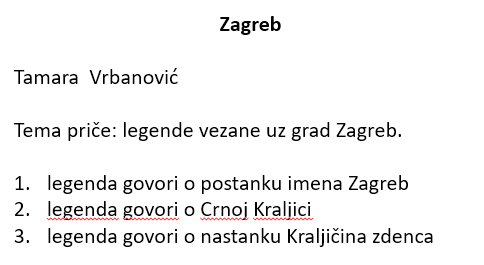 Zagreb
Tamara  Vrbanović
Tema priče: legende vezane uz grad Zagreb.
1. legenda govori o postanku imena Zagreb
2. legenda govori o Crnoj Kraljici
3. legenda govori o nastanku Kraljičina zdenca